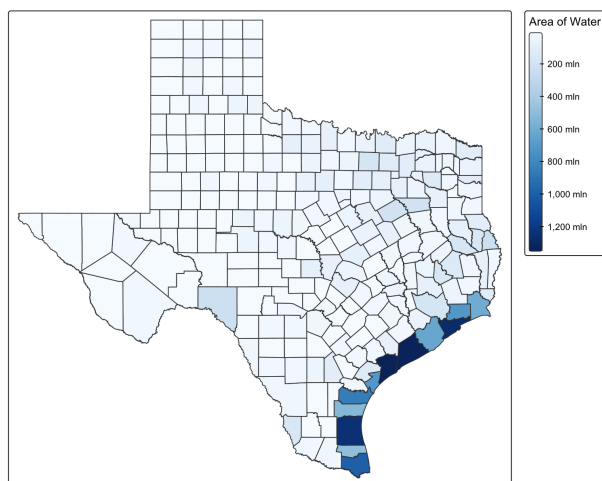 Area of Water
200 mln
400 mln
600 mln
800 mln
1,000 mln
1,200 mln